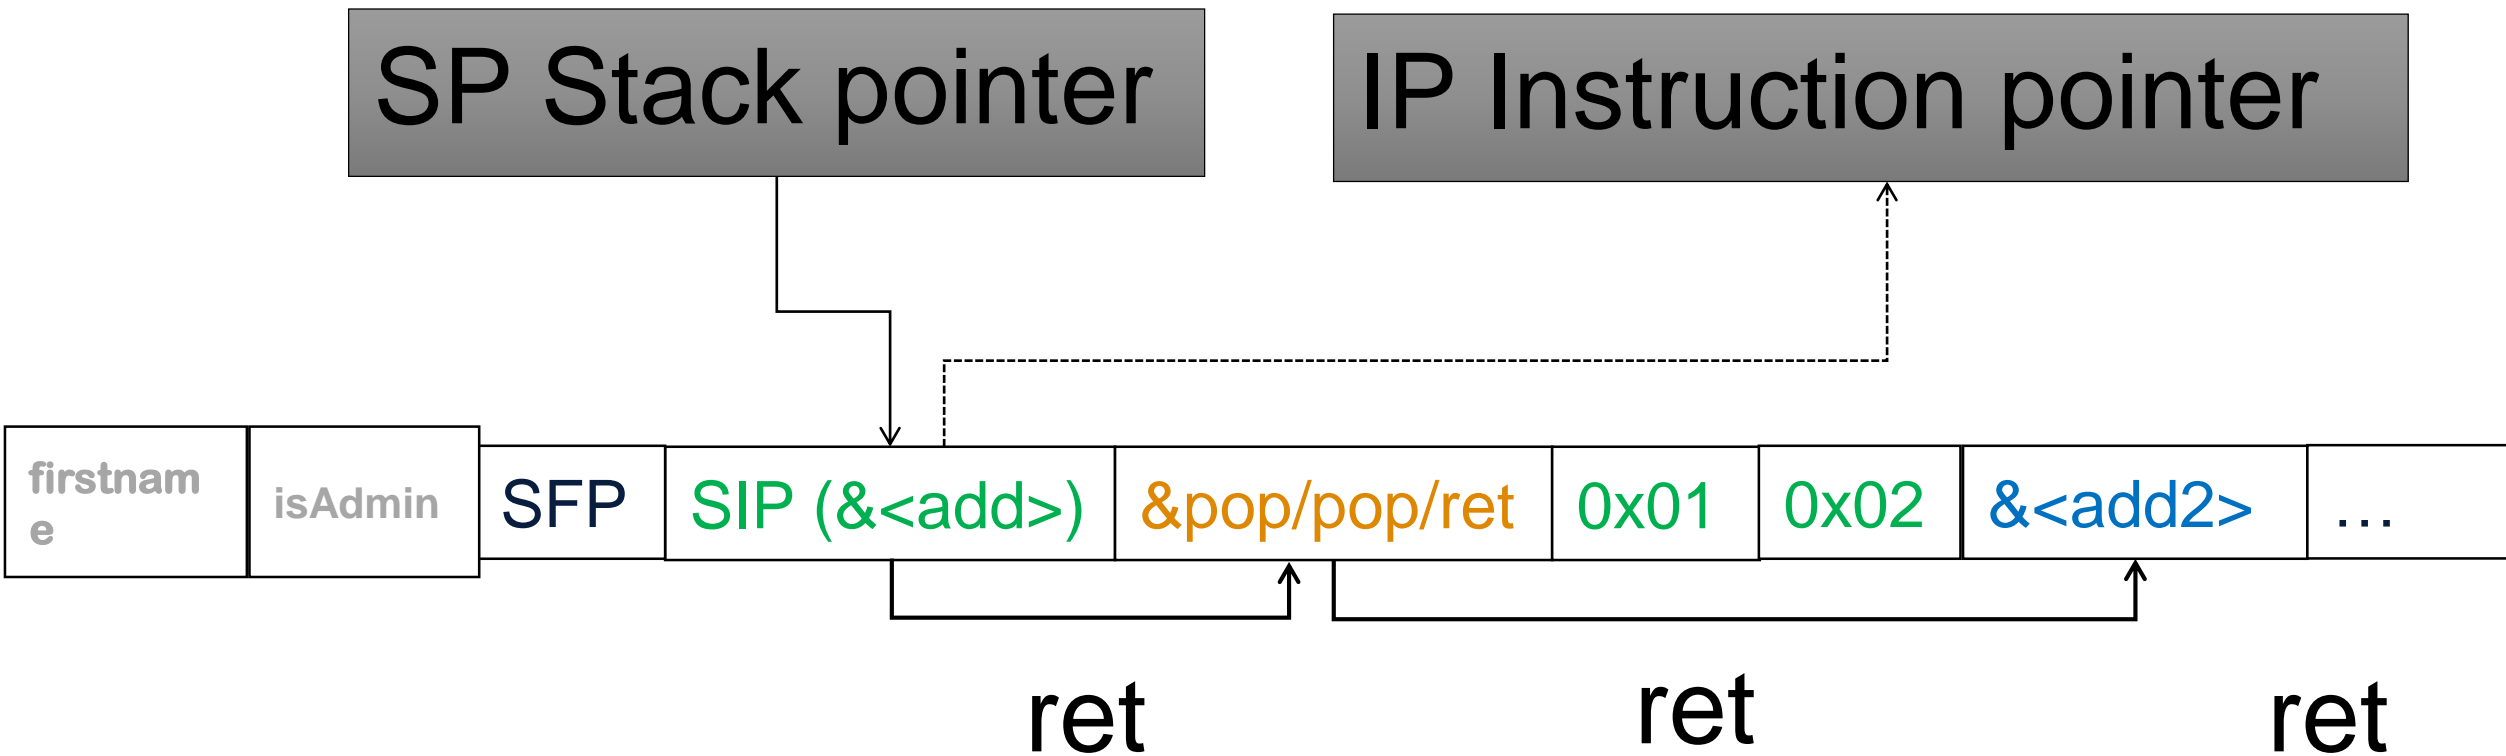 SP Stack pointer
IP Instruction pointer
firstnam
e
isAdmin
SFP
SIP(&<add>)
&pop/pop/ret
0x01
0x02
&<add2>
...
ret
ret
ret